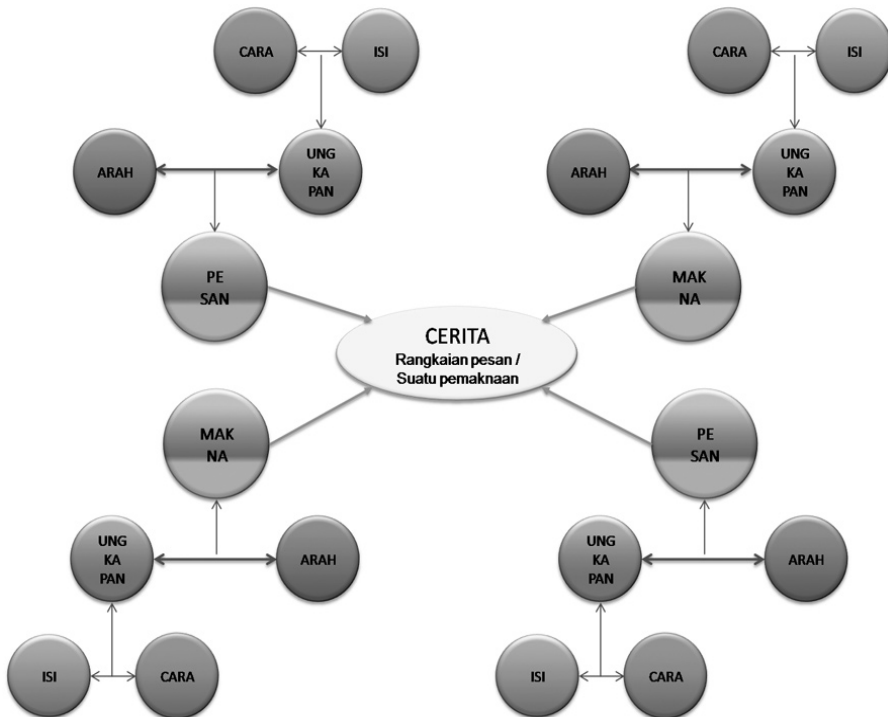 CARA
ISI
CARA
ISI
ARAH
UNG
KA
PAN
ARAH
UNG
KA
PAN
PE
SAN
MAK
NA
CERITA
Rangkaian pesan /
Suatu pemaknaan
MAK
NA
PE
SAN
UNG
KA
PAN
ARAH
UNG
KA
PAN
ARAH
ISI
CARA
ISI
CARA